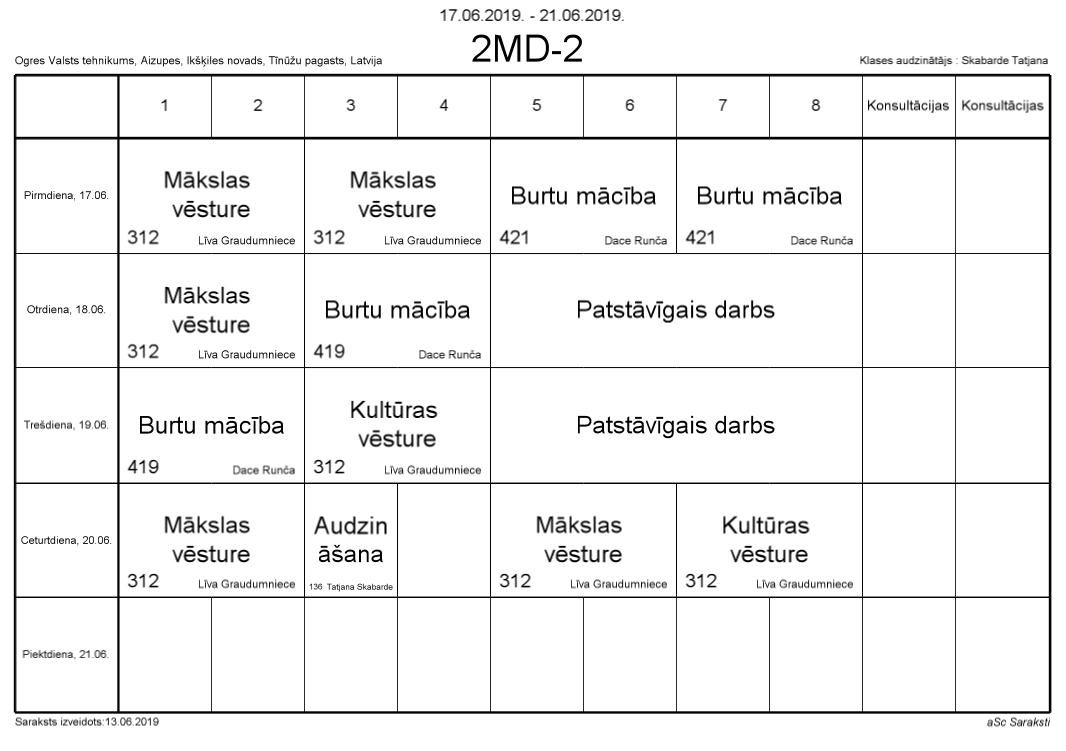 17.06.2019. - 21.06.2019.
2MD-2
Ogres Valsts tehnikums, Aizupes, Ikšķiles novads, Tīnūžu pagasts, Latvija
Klases audzinātājs : Skabarde Tatjana
1 2 3 4 5 6 7 8 Konsultācijas Konsultācijas
Pirmdiena, 17.06.
Mākslas
vēsture
312 Līva Graudumniece
Mākslas
vēsture
312 Līva Graudumniece
Burtu mācība
421 Dace Runča
Burtu mācība
421 Dace Runča
Otrdiena, 18.06.
Mākslas
vēsture
312 Līva Graudumniece
Burtu mācība
419 Dace Runča
Patstāvīgais darbs
Trešdiena, 19.06.
Burtu mācība
419 Dace Runča
Kultūras
vēsture
312 Līva Graudumniece
Patstāvīgais darbs
Ceturtdiena, 20.06.
Mākslas
vēsture
312 Līva Graudumniece
Audzin
āšana
136 Tatjana Skabarde
Mākslas
vēsture
312 Līva Graudumniece
Kultūras
vēsture
312 Līva Graudumniece
Piektdiena, 21.06.
Saraksts izveidots:13.06.2019
aSc Saraksti